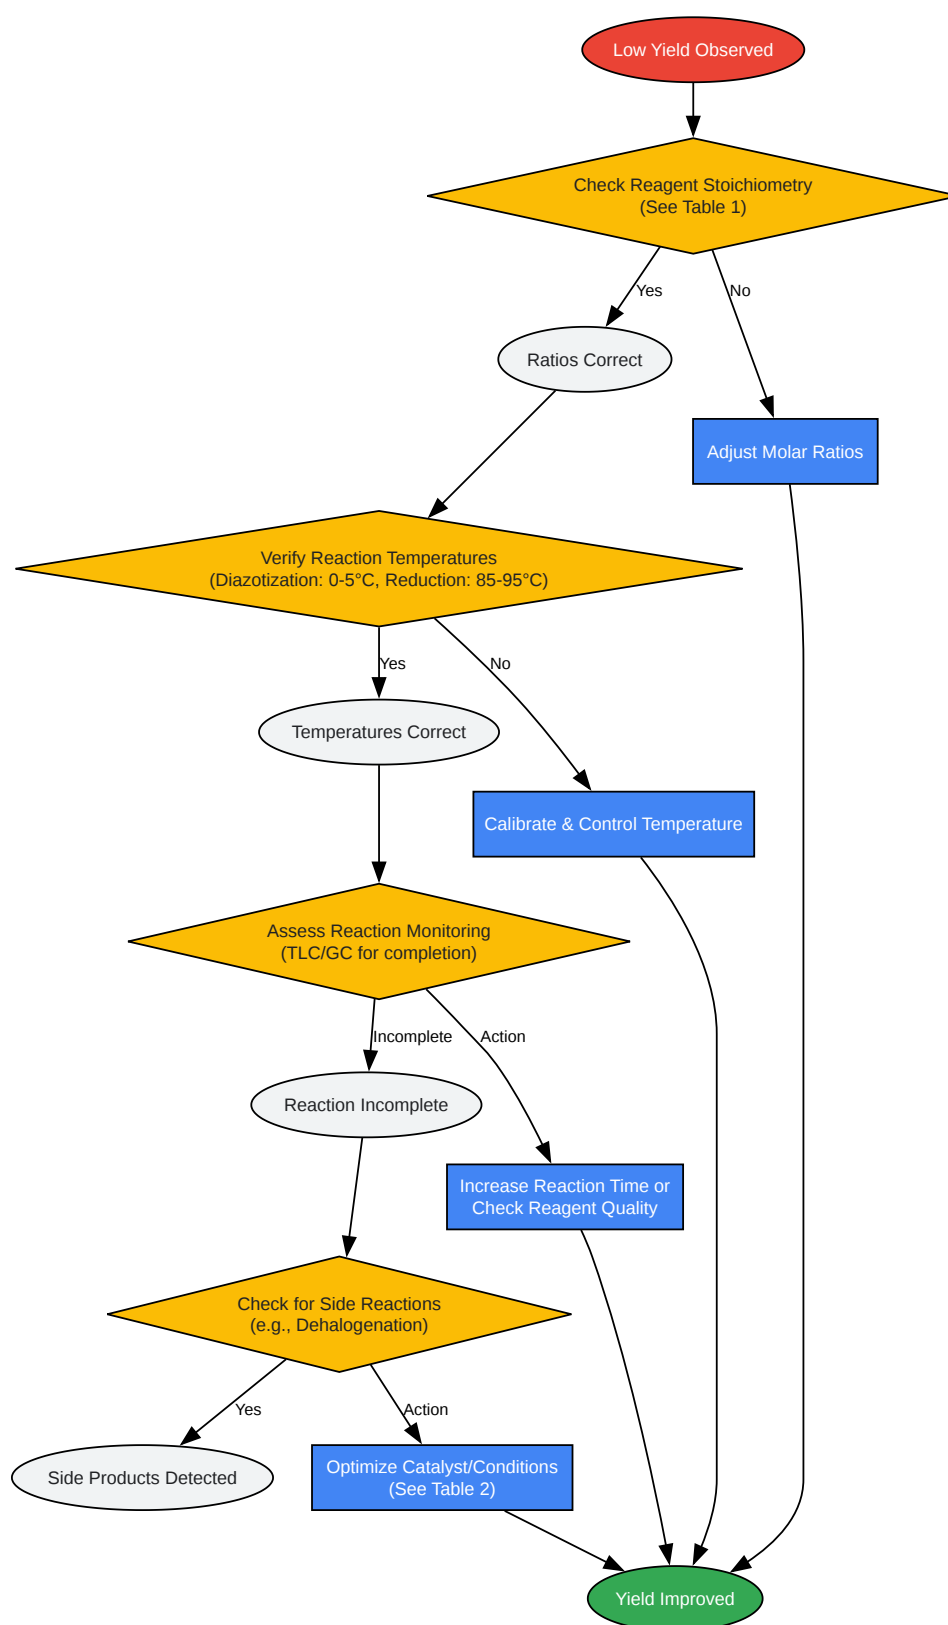 Low Yield Observed
Check Reagent Stoichiometry
(See Table 1)
Yes
No
Ratios Correct
Adjust Molar Ratios
Verify Reaction Temperatures
(Diazotization: 0-5°C, Reduction: 85-95°C)
Yes
No
Temperatures Correct
Calibrate & Control Temperature
Assess Reaction Monitoring
(TLC/GC for completion)
Incomplete
Action
Reaction Incomplete
Increase Reaction Time or
Check Reagent Quality
Check for Side Reactions
(e.g., Dehalogenation)
Yes
Action
Side Products Detected
Optimize Catalyst/Conditions
(See Table 2)
Yield Improved